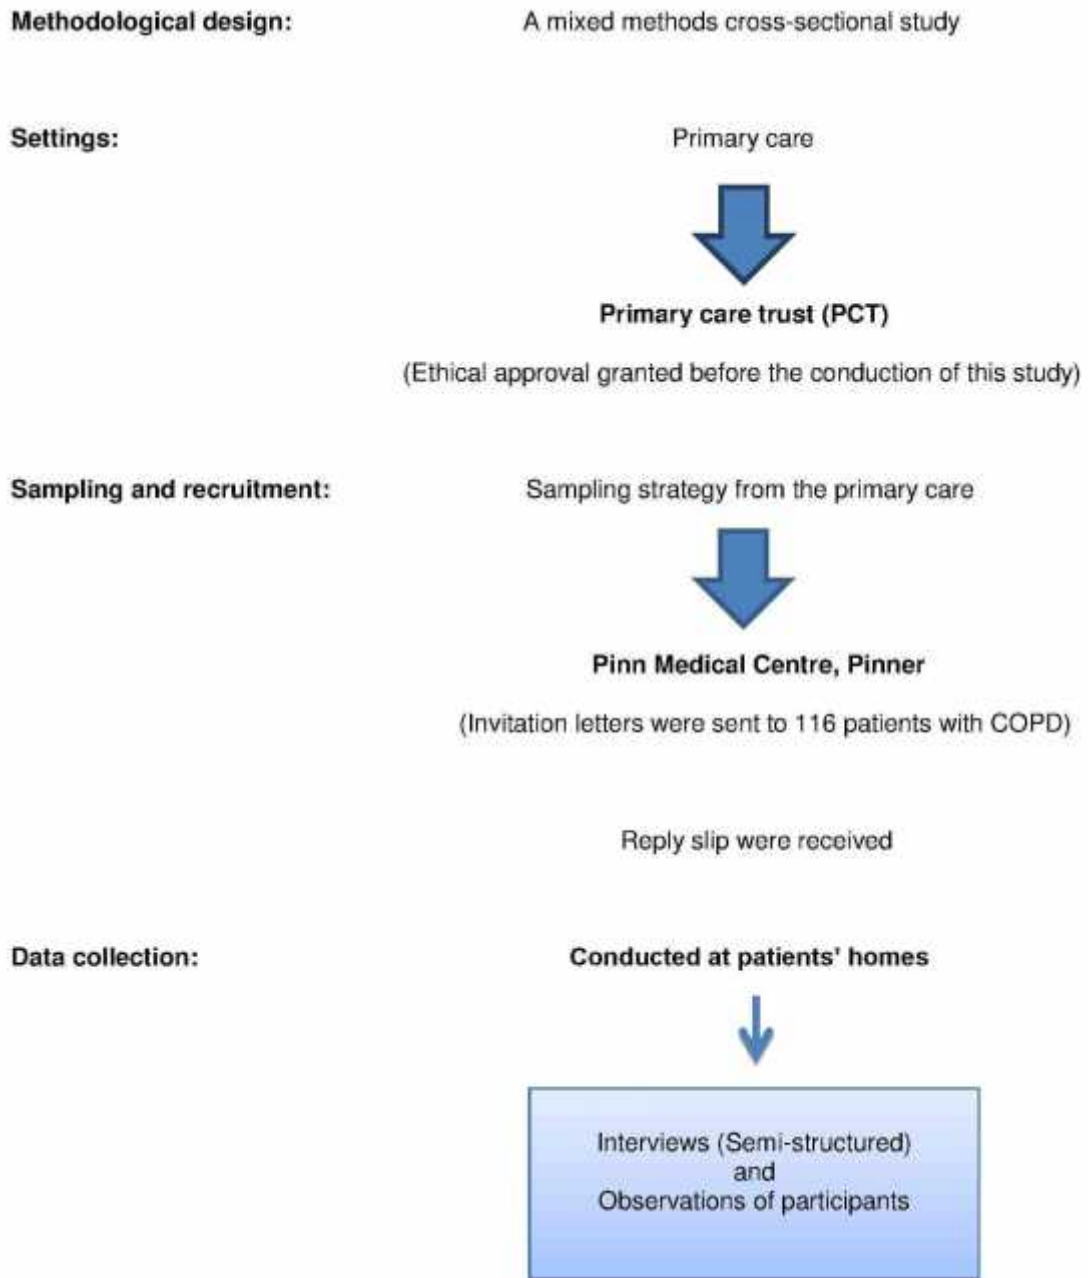 Methodological design: A mixed methods cross-sectional study
Settings: Primary care
Primary care trust (PCT)
(Ethical approval granted before the conduction of this study)
Sampling and recruitment: Sampling strategy from the primary care
Pinn Medical Centre, Pinner
(Invitation letters were sent to 116 patients with COPD)
Reply slip were received
Data collection: Conducted at patients' homes
Interviews (Semi-structured)
and
Observations of participants